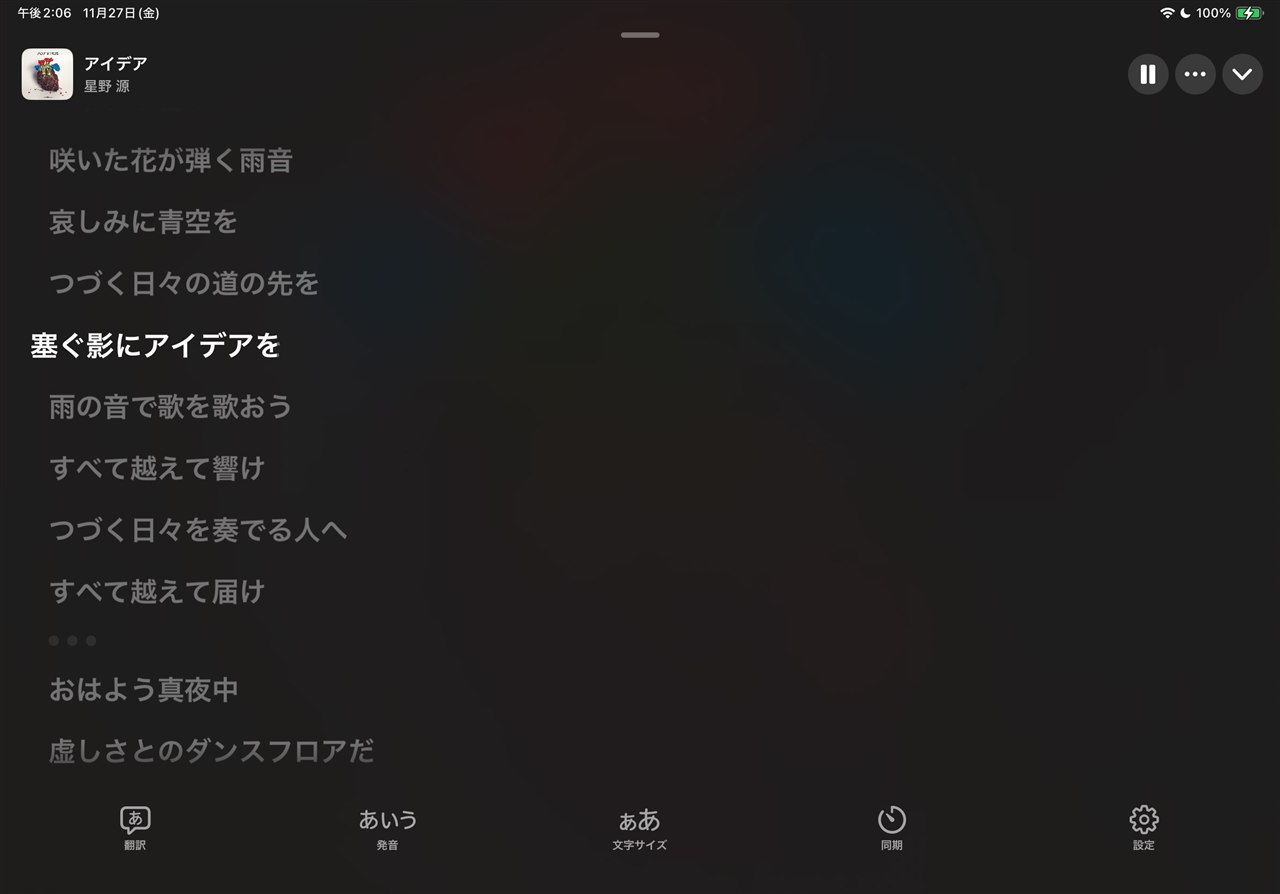 午後2:06 11月27日(金) 100%
アイデア
星野 源
咲いた花が弾く雨音
哀しみに青空を
つづく日々の道の先を
塞ぐ影にアイデアを
雨の音で歌を歌おう
すべて越えて響け
つづく日々を奏でる人へ
すべて越えて届け
おはよう真夜中
虚しさとのダンスフロアだ
あ あいう ぁあ
翻訳 発音 文字サイズ 同期 設定